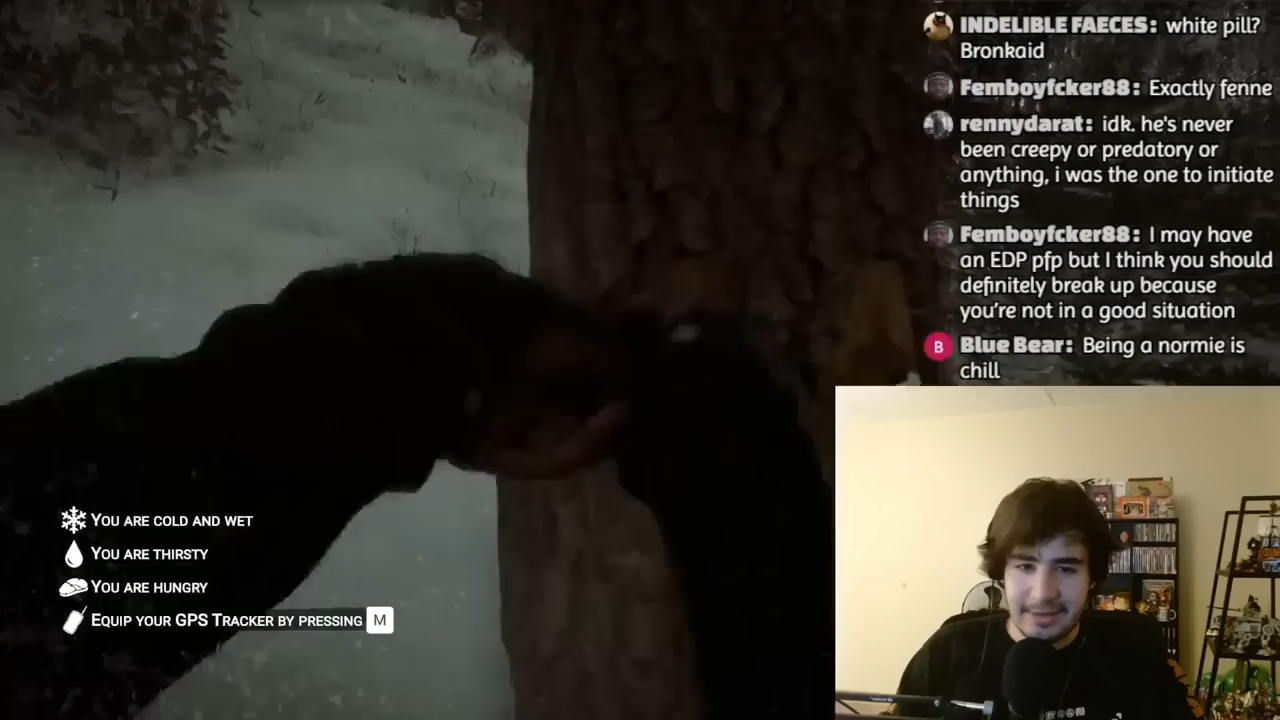 INDELIBLE FAECES: white pill?
Bronkaid
Femboyfcker88: Exactly fenne
rennydarat: idk. he's never
been creepy or predatory or
anything, i was the one to initiate
things
Femboyfcker88: I may have
an EDP pfp but I think you should
definitely break up because
you're not in a good situation
B Blue Bear: Being a normie is
chill
YOU ARE COLD AND WET
YOU ARE THIRSTY
YOU ARE HUNGRY
EQUIP YOUR GPS TRACKER BY PRESSING M